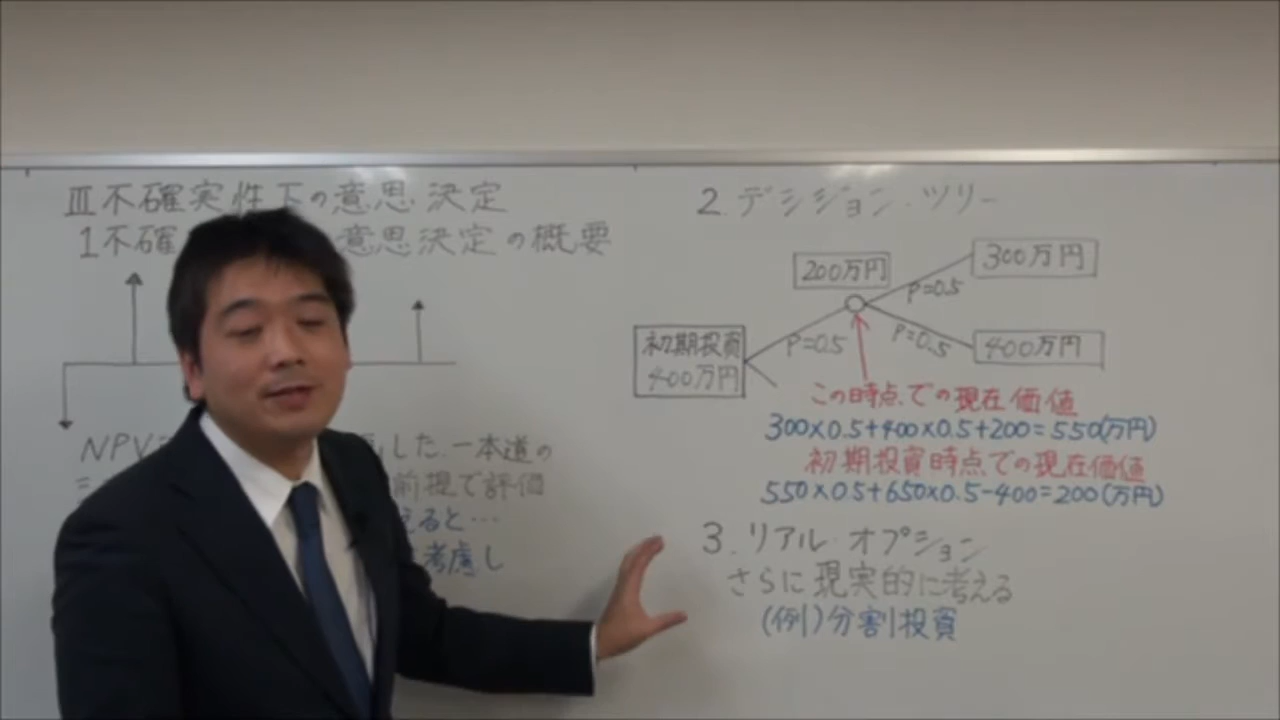 Ⅲ不確実性下の意思決定
1不確 意思決定の概要
NPV した一本道の
= 前提で評価
えると…
考慮し
2.デシジョン・ツリー
200万円
300万円
P=0.5
初期投資
400万円
P=0.5
P=0.5
400万円
この時点での現在価値
300×0.5+400×0.5+200=550(万円)
初期投資時点での現在価値
550×0.5+650×0.5-400=200(万円)
3.リアル・オプション
さらに現実的に考える
(例)分割投資